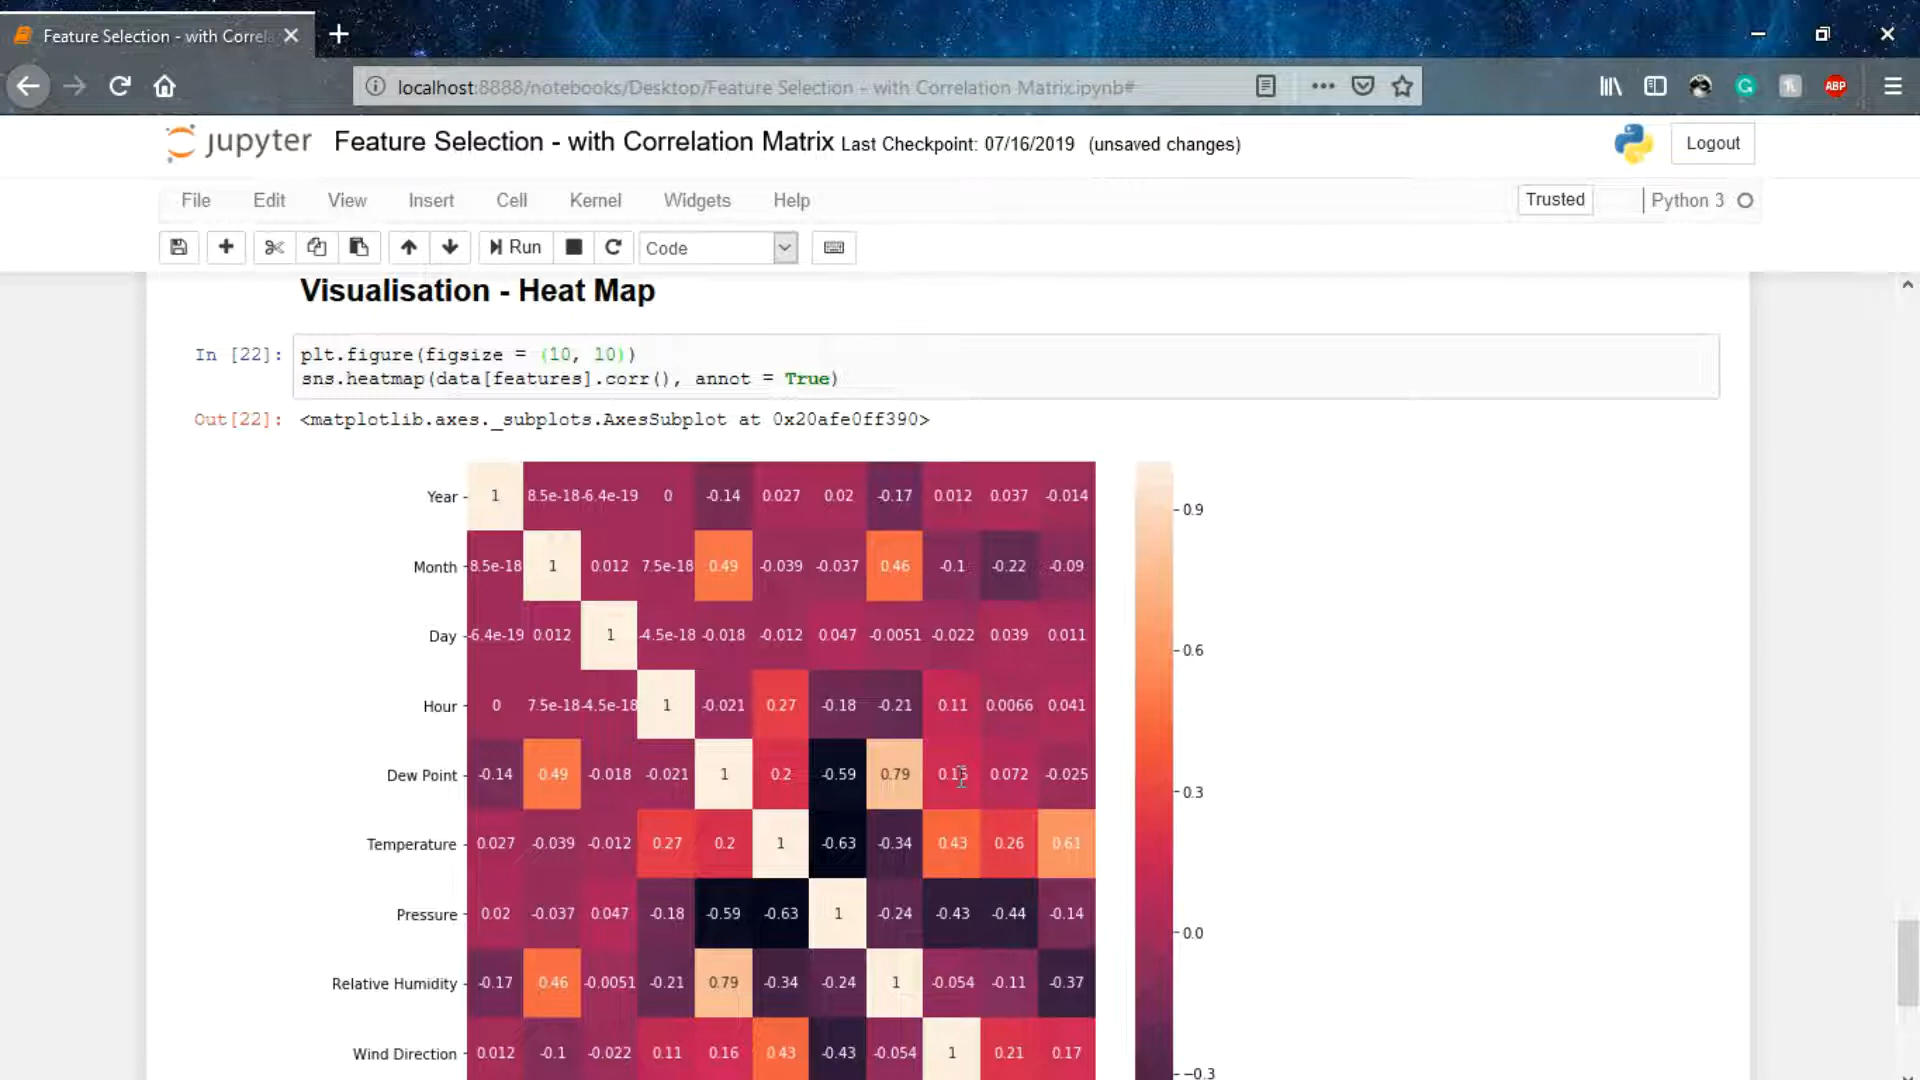 Feature Selection - with Correla
localhost:8888/notebooks/Desktop/Feature Selection - with Correlation Matrix.ipynb#
ABP
jupyter Feature Selection - with Correlation Matrix Last Checkpoint: 07/16/2019 (unsaved changes)
Logout
File Edit View Insert Cell Kernel Widgets Help
Trusted
Python 3
Run
Code
Visualisation - Heat Map
In [22]: plt.figure(figsize = (10, 10))
sns.heatmap(data[features].corr(), annot = True)
Out[22]: <matplotlib.axes._subplots.AxesSubplot at 0x20afe0ff390>
Year 1 8.5e-18 -6.4e-19 0 -0.14 0.027 0.02 -0.17 0.012 0.037 -0.014
Month 8.5e-18 1 0.012 7.5e-18 0.49 -0.039 -0.037 0.46 -0.1 -0.22 -0.09
Day -6.4e-19 0.012 1 -4.5e-18 -0.018 -0.012 0.047 -0.0051 -0.022 0.039 0.011
Hour 0 7.5e-18 -4.5e-18 1 -0.021 0.27 -0.18 -0.21 0.11 0.0066 0.041
Dew Point -0.14 0.49 -0.018 -0.021 1 0.2 -0.59 0.79 0.072 -0.025
Temperature 0.027 -0.039 -0.012 0.27 0.2 1 -0.63 -0.34 0.43 0.26 0.61
Pressure 0.02 -0.037 0.047 -0.18 -0.59 -0.63 1 -0.24 -0.43 -0.44 -0.14
Relative Humidity -0.17 0.46 -0.0051 -0.21 0.79 -0.34 -0.24 1 -0.054 -0.11 -0.37
Wind Direction 0.012 -0.1 -0.022 0.11 0.16 0.43 -0.43 -0.054 1 0.21 0.17
0.9
0.6
0.3
0.0
-0.3